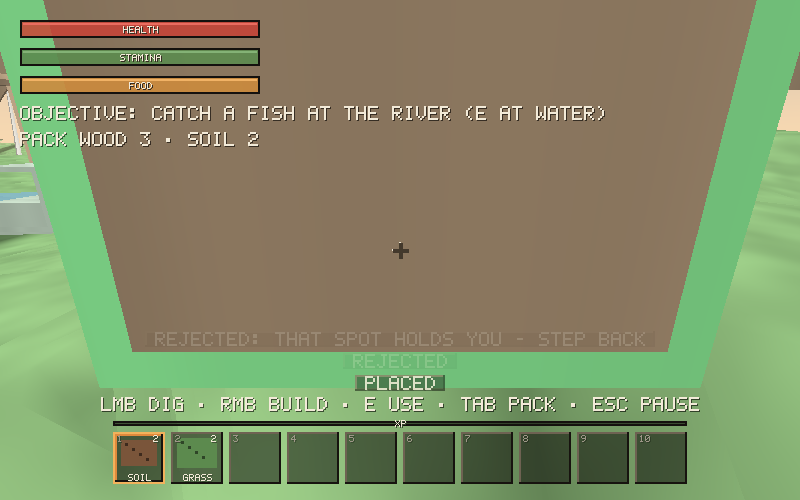 HEALTH
STAMINA
FOOD
OBJECTIVE: CATCH A FISH AT THE RIVER (E AT WATER)
PACK WOOD 3 · SOIL 2
REJECTED: THAT SPOT HOLDS YOU - STEP BACK
REJECTED
PLACED
LMB DIG · RMB BUILD · E USE · TAB PACK · ESC PAUSE
XP
1 2 2 2 3 4 5 6 7 8 9 10
SOIL GRASS